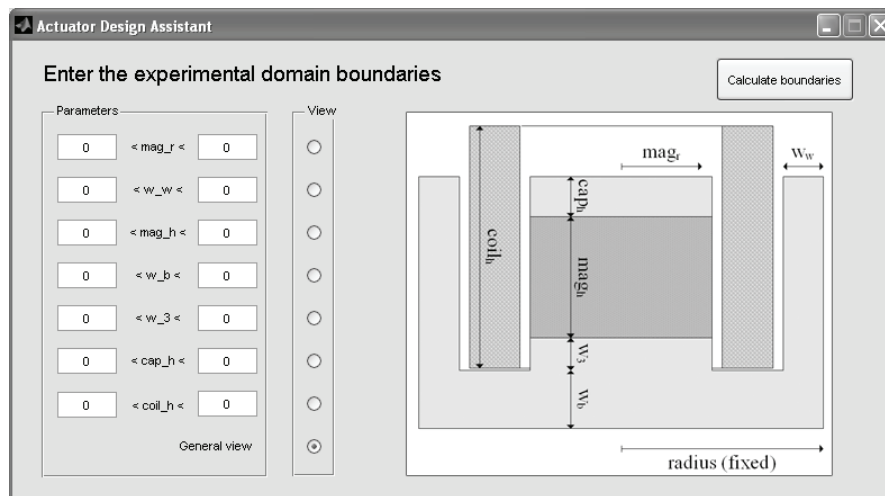 Actuator Design Assistant
Enter the experimental domain boundaries
Calculate boundaries
Parameters
View
0 < mag_r < 0
0 < w_w < 0
0 < mag_h < 0
0 < w_b < 0
0 < w_3 < 0
0 < cap_h < 0
0 < coil_h < 0
General view
mag_r
w_w
cap_h
coil_h
mag_h
w_3
w_b
radius (fixed)